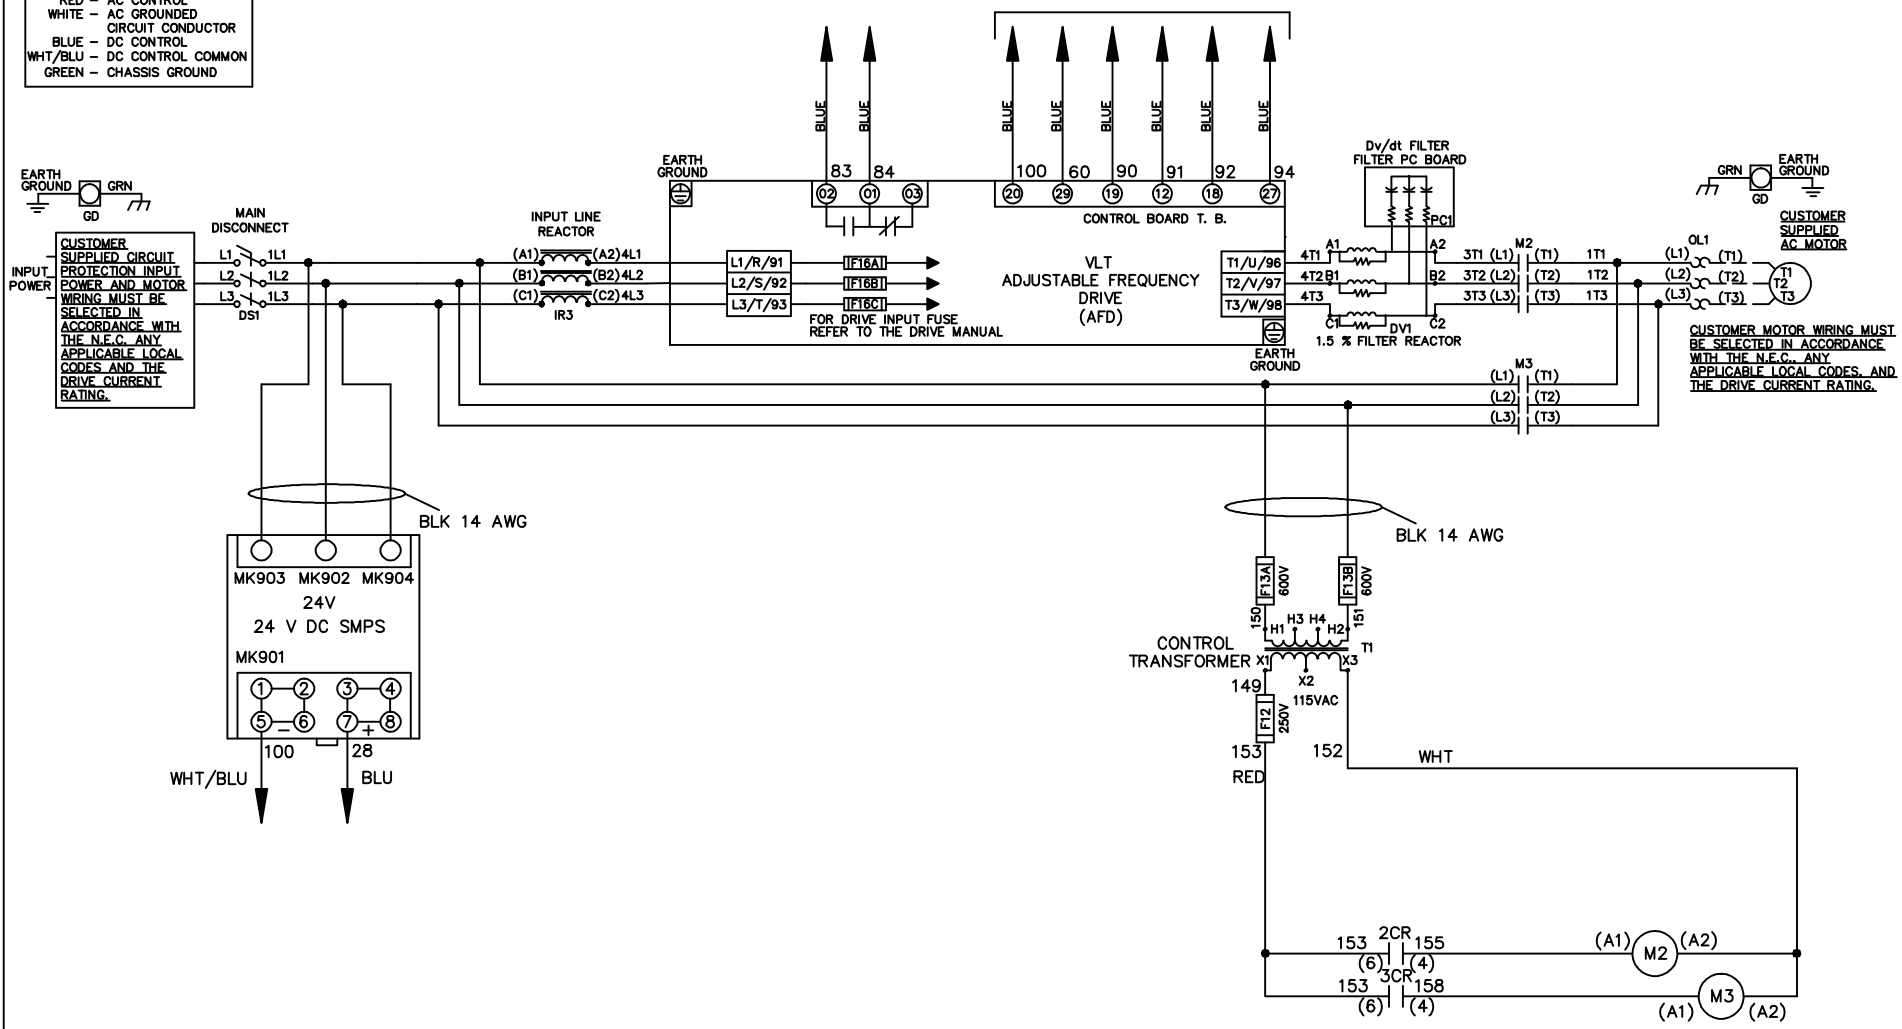 RED – AC CONTROL
WHITE – AC GROUNDED
CIRCUIT CONDUCTOR
BLUE – DC CONTROL
WHT/BLU – DC CONTROL COMMON
GREEN – CHASSIS GROUND
BLUE
BLUE
BLUE
BLUE
BLUE
BLUE
BLUE
BLUE
EARTH
GROUND
GRN
GD
MAIN
DISCONNECT
INPUT
POWER
CUSTOMER
SUPPLIED CIRCUIT
PROTECTION INPUT
POWER AND MOTOR
WIRING MUST BE
SELECTED IN
ACCORDANCE WITH
THE N.E.C. ANY
APPLICABLE LOCAL
CODES AND THE
DRIVE CURRENT
RATING.
L1 1L1
L2 1L2
L3 1L3
DS1
INPUT LINE
REACTOR
(A1) (A2) 4L1
(B1) (B2) 4L2
(C1) (C2) 4L3
IR3
EARTH
GROUND
83 84
02 01 03
100 60 90 91 92 94
20 29 19 12 18 27
CONTROL BOARD T. B.
L1/R/91
L2/S/92
L3/T/93
F16A
F16B
F16C
FOR DRIVE INPUT FUSE
REFER TO THE DRIVE MANUAL
VLT
ADJUSTABLE FREQUENCY
DRIVE
(AFD)
T1/U/96
T2/V/97
T3/W/98
EARTH
GROUND
4T1
4T2
4T3
Dv/dt FILTER
FILTER PC BOARD
PC1
A1 A2
B1 B2
C1 C2
DV1
1.5 % FILTER REACTOR
M2
3T1 (L1) (T1) 1T1
3T2 (L2) (T2) 1T2
3T3 (L3) (T3) 1T3
OL1
(L1) (T1)
(L2) (T2)
(L3) (T3)
T1
T2
T3
GRN
GD
EARTH
GROUND
CUSTOMER
SUPPLIED
AC MOTOR
CUSTOMER MOTOR WIRING MUST
BE SELECTED IN ACCORDANCE
WITH THE N.E.C., ANY
APPLICABLE LOCAL CODES, AND
THE DRIVE CURRENT RATING.
M3
(L1) (T1)
(L2) (T2)
(L3) (T3)
BLK 14 AWG
MK903 MK902 MK904
24V
24 V DC SMPS
MK901
1 2 3 4
5 6 7 8
– +
100 28
WHT/BLU BLU
BLK 14 AWG
F13A
600V
F13B
600V
150
151
H1 H3 H4 H2
T1
CONTROL
TRANSFORMER
X1 X3
X2
115VAC
149
F12
250V
153
152
RED
WHT
153 2CR 155
(6) (4)
(A1) M2 (A2)
153 3CR 158
(6) (4)
(A1) M3 (A2)